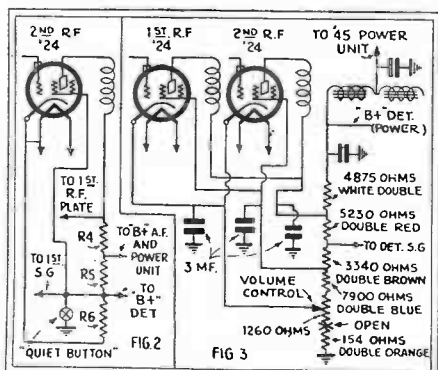 2ND R.F
'24
TO 1ST.
R.F.
PLATE
R4
TO "B+" A.F.
AND
POWER
UNIT
TO 1ST
S.G
R5
TO
"B+"
DET
R6
"QUIET BUTTON"
FIG.2
1ST. R.F
'24
2ND R.F
'24
TO '45 POWER
UNIT
"B+" DET.
(POWER)
4875 OHMS
WHITE DOUBLE
5230 OHMS
DOUBLE RED
TO DET. S.G
3340 OHMS
DOUBLE BROWN
7900 OHMS
DOUBLE BLUE
OPEN
154 OHMS
DOUBLE ORANGE
3 MF.
VOLUME
CONTROL
1260 OHMS
FIG 3